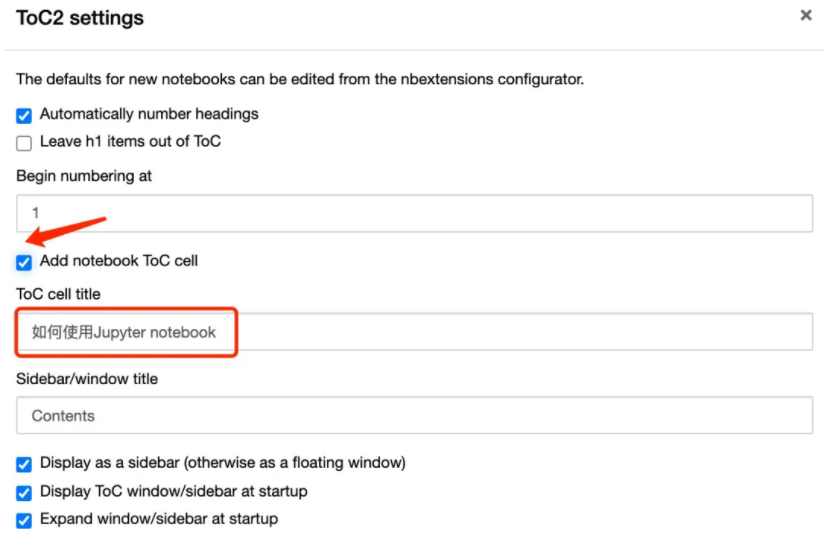 ToC2 settings
The defaults for new notebooks can be edited from the nbextensions configurator.
Automatically number headings
Leave h1 items out of ToC
Begin numbering at
1
Add notebook ToC cell
ToC cell title
如何使用Jupyter notebook
Sidebar/window title
Contents
Display as a sidebar (otherwise as a floating window)
Display ToC window/sidebar at startup
Expand window/sidebar at startup